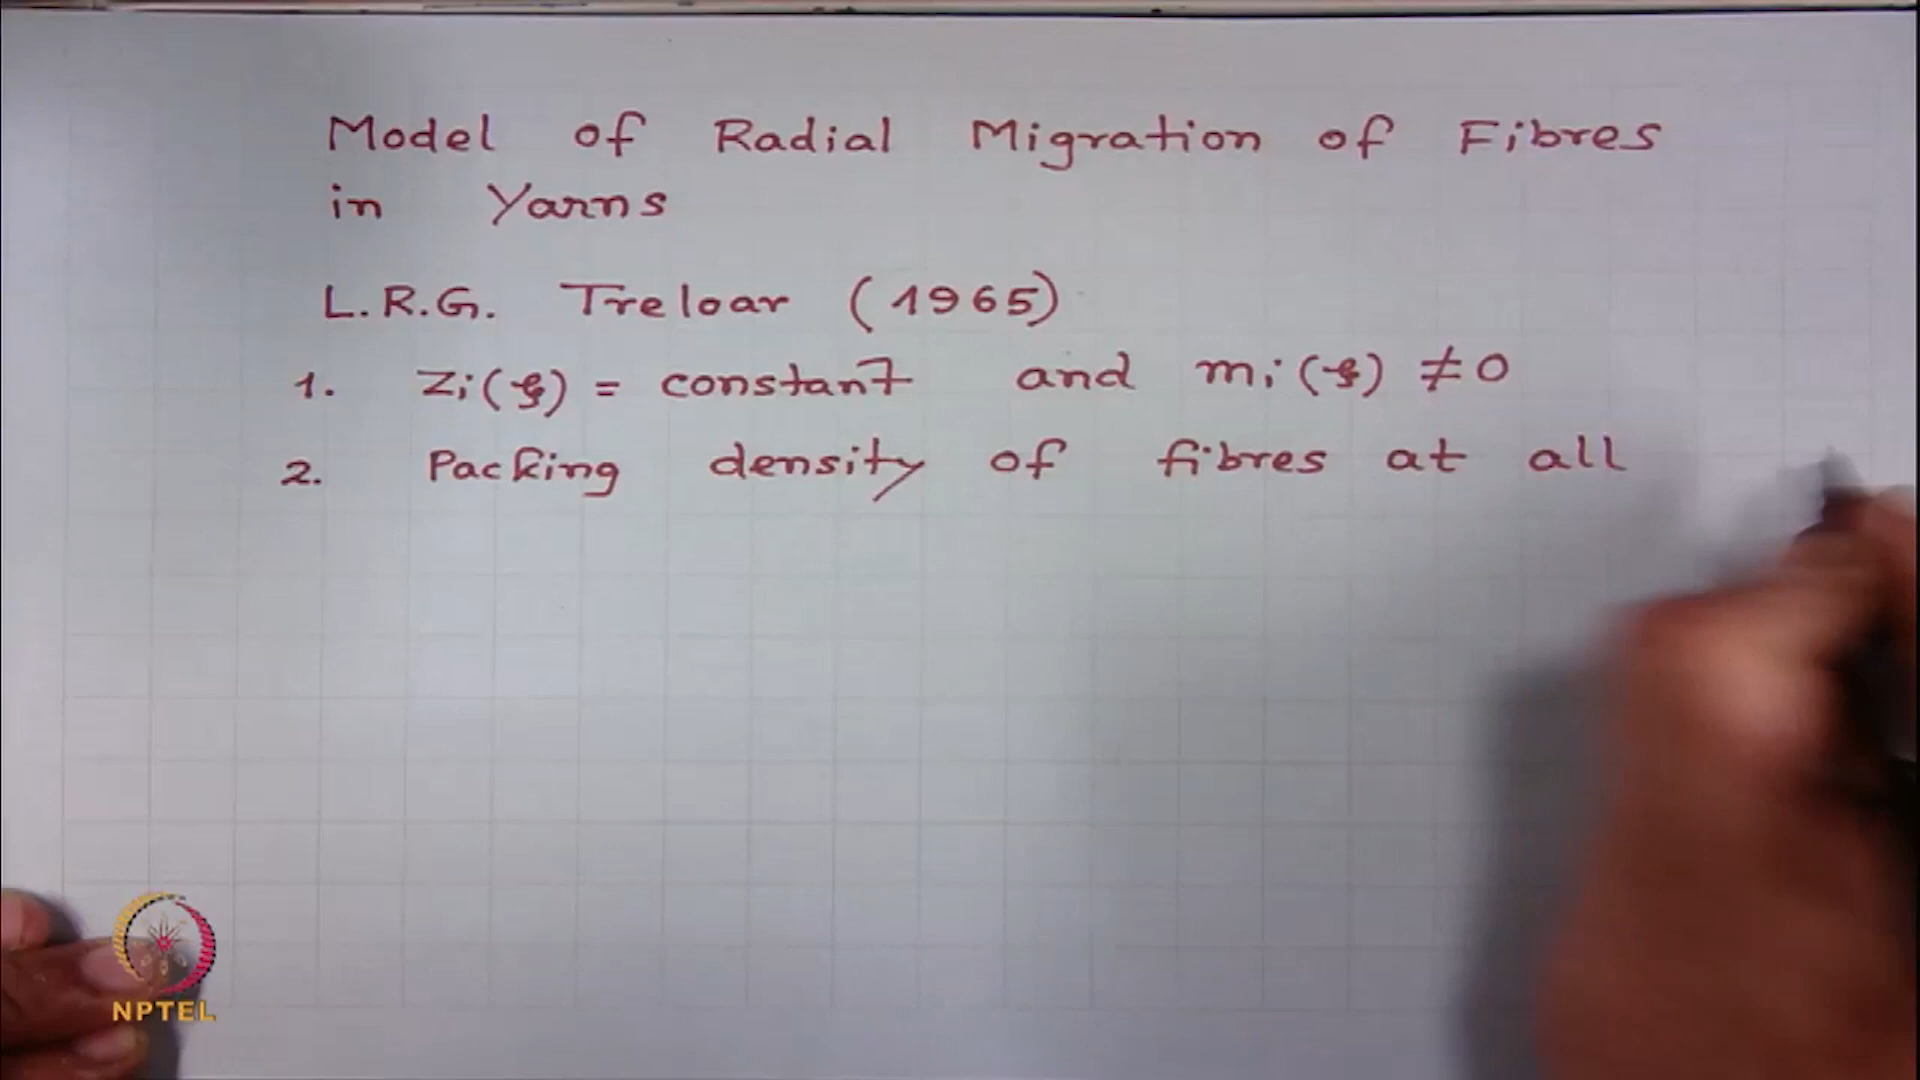 Model of Radial Migration of Fibres
in Yarns
L.R.G. Treloar (1965)
1. Zi(ξ) = constant and mi(ξ) ≠ 0
2. Packing density of fibres at all
NPTEL